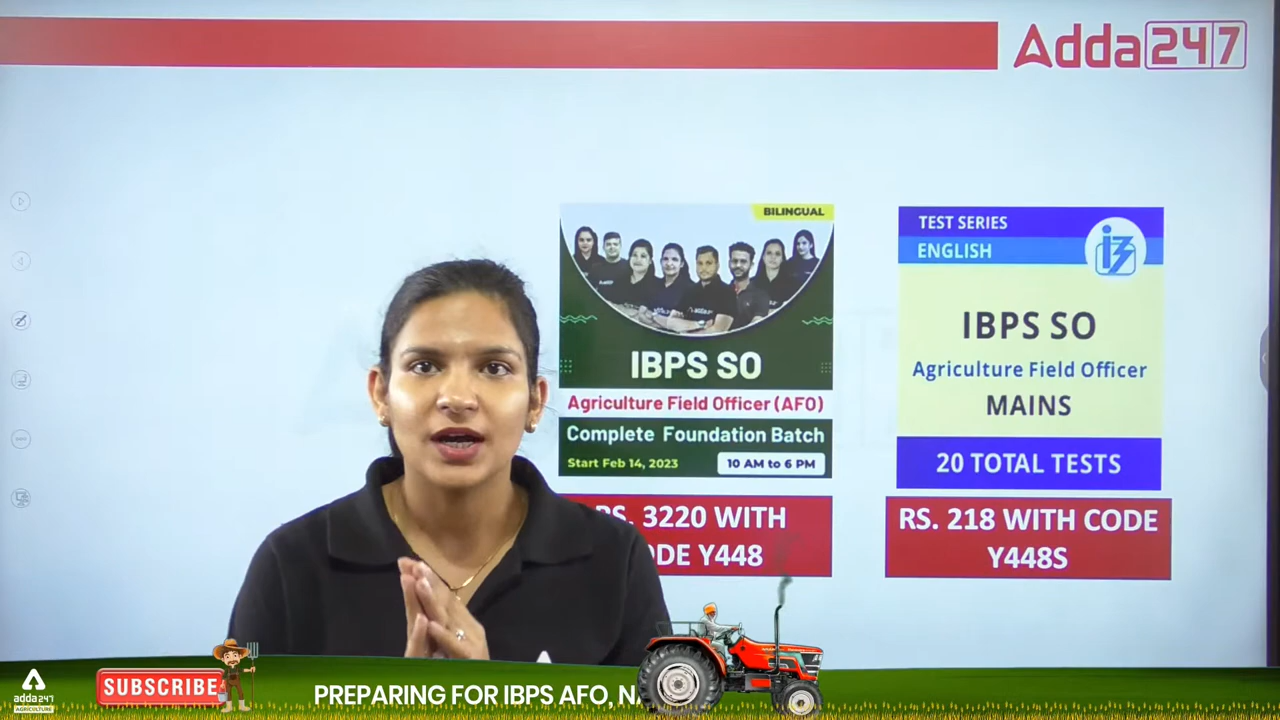 Adda247
BILINGUAL
IBPS SO
Agriculture Field Officer (AFO)
Complete Foundation Batch
Start Feb 14, 2023
10 AM to 6 PM
RS. 3220 WITH
Y448
TEST SERIES
ENGLISH
IBPS SO
Agriculture Field Officer
MAINS
20 TOTAL TESTS
RS. 218 WITH CODE
Y448S
adda247
AGRICULTURE
SUBSCRIBE
PREPARING FOR IBPS AFO,